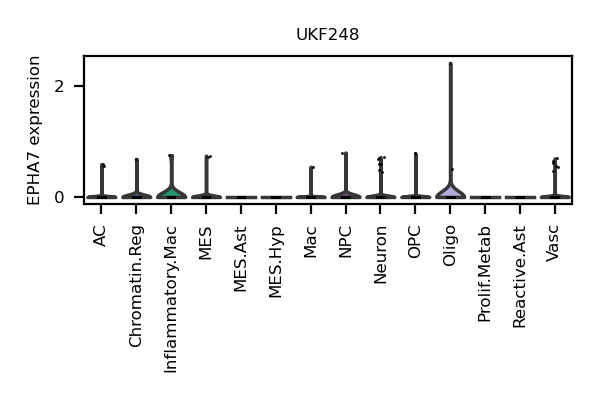 UKF248
EPHA7 expression
2
0
AC
Chromatin.Reg
Inflammatory.Mac
MES
MES.Ast
MES.Hyp
Mac
NPC
Neuron
OPC
Oligo
Prolif.Metab
Reactive.Ast
Vasc